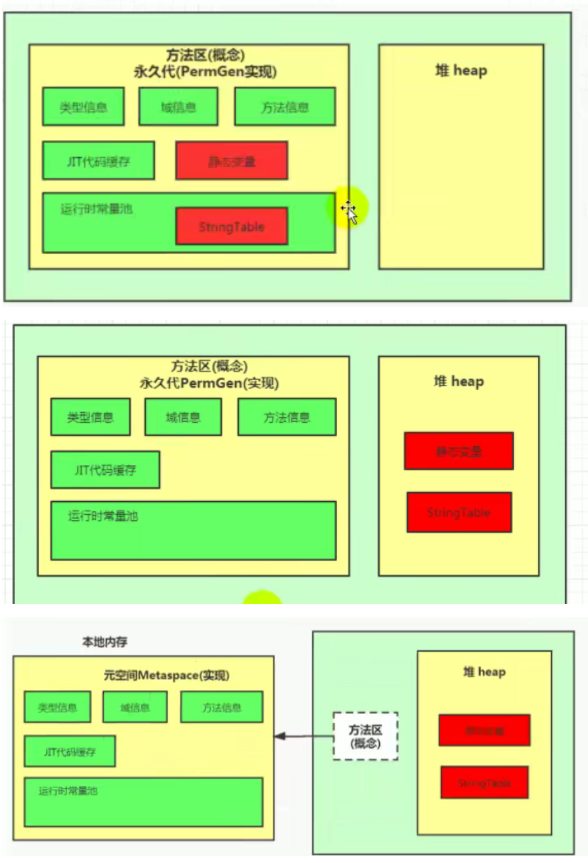 方法区(概念)
永久代(PermGen实现)
堆 heap
类型信息
域信息
方法信息
JIT代码缓存
静态变量
运行时常量池
StringTable
方法区(概念)
永久代PermGen(实现)
堆 heap
类型信息
域信息
方法信息
静态变量
JIT代码缓存
StringTable
运行时常量池
本地内存
元空间Metaspace(实现)
堆 heap
类型信息
域信息
方法信息
方法区
(概念)
静态变量
JIT代码缓存
StringTable
运行时常量池